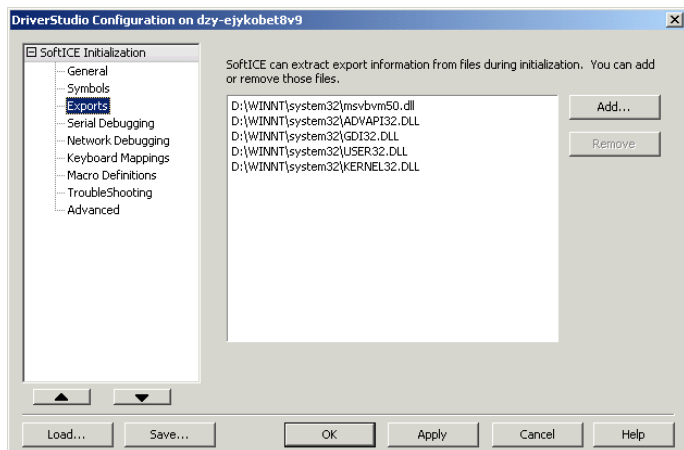 DriverStudio Configuration on dzy-ejykobet8v9
SoftICE Initialization
General
Symbols
Exports
Serial Debugging
Network Debugging
Keyboard Mappings
Macro Definitions
TroubleShooting
Advanced
SoftICE can extract export information from files during initialization. You can add
or remove those files.
D:\WINNT\system32\msvbvm50.dll
D:\WINNT\system32\ADVAPI32.DLL
D:\WINNT\system32\GDI32.DLL
D:\WINNT\system32\USER32.DLL
D:\WINNT\system32\KERNEL32.DLL
Add...
Remove
Load...
Save...
OK
Apply
Cancel
Help